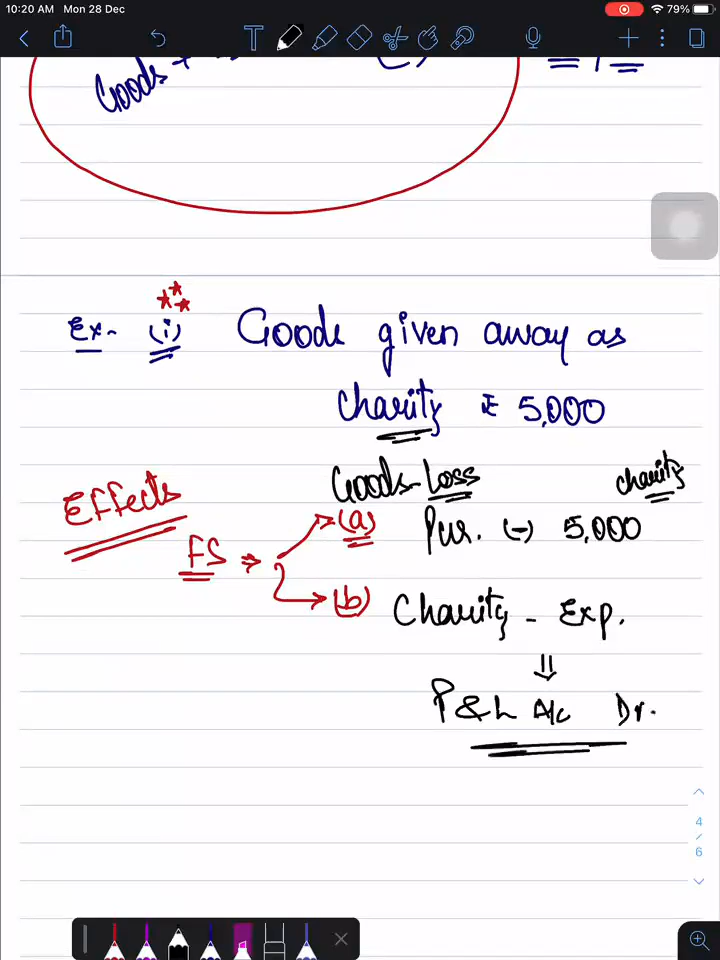 10:20 AM Mon 28 Dec
79%
Goods +
Ex- (i) Goods given away as
charity ₹ 5,000
Effects
Goods-Loss charity
FS ⇒ (a) Pur. (-) 5,000
(b) Charity - Exp.
⇓
P&L A/c Dr.
4
6